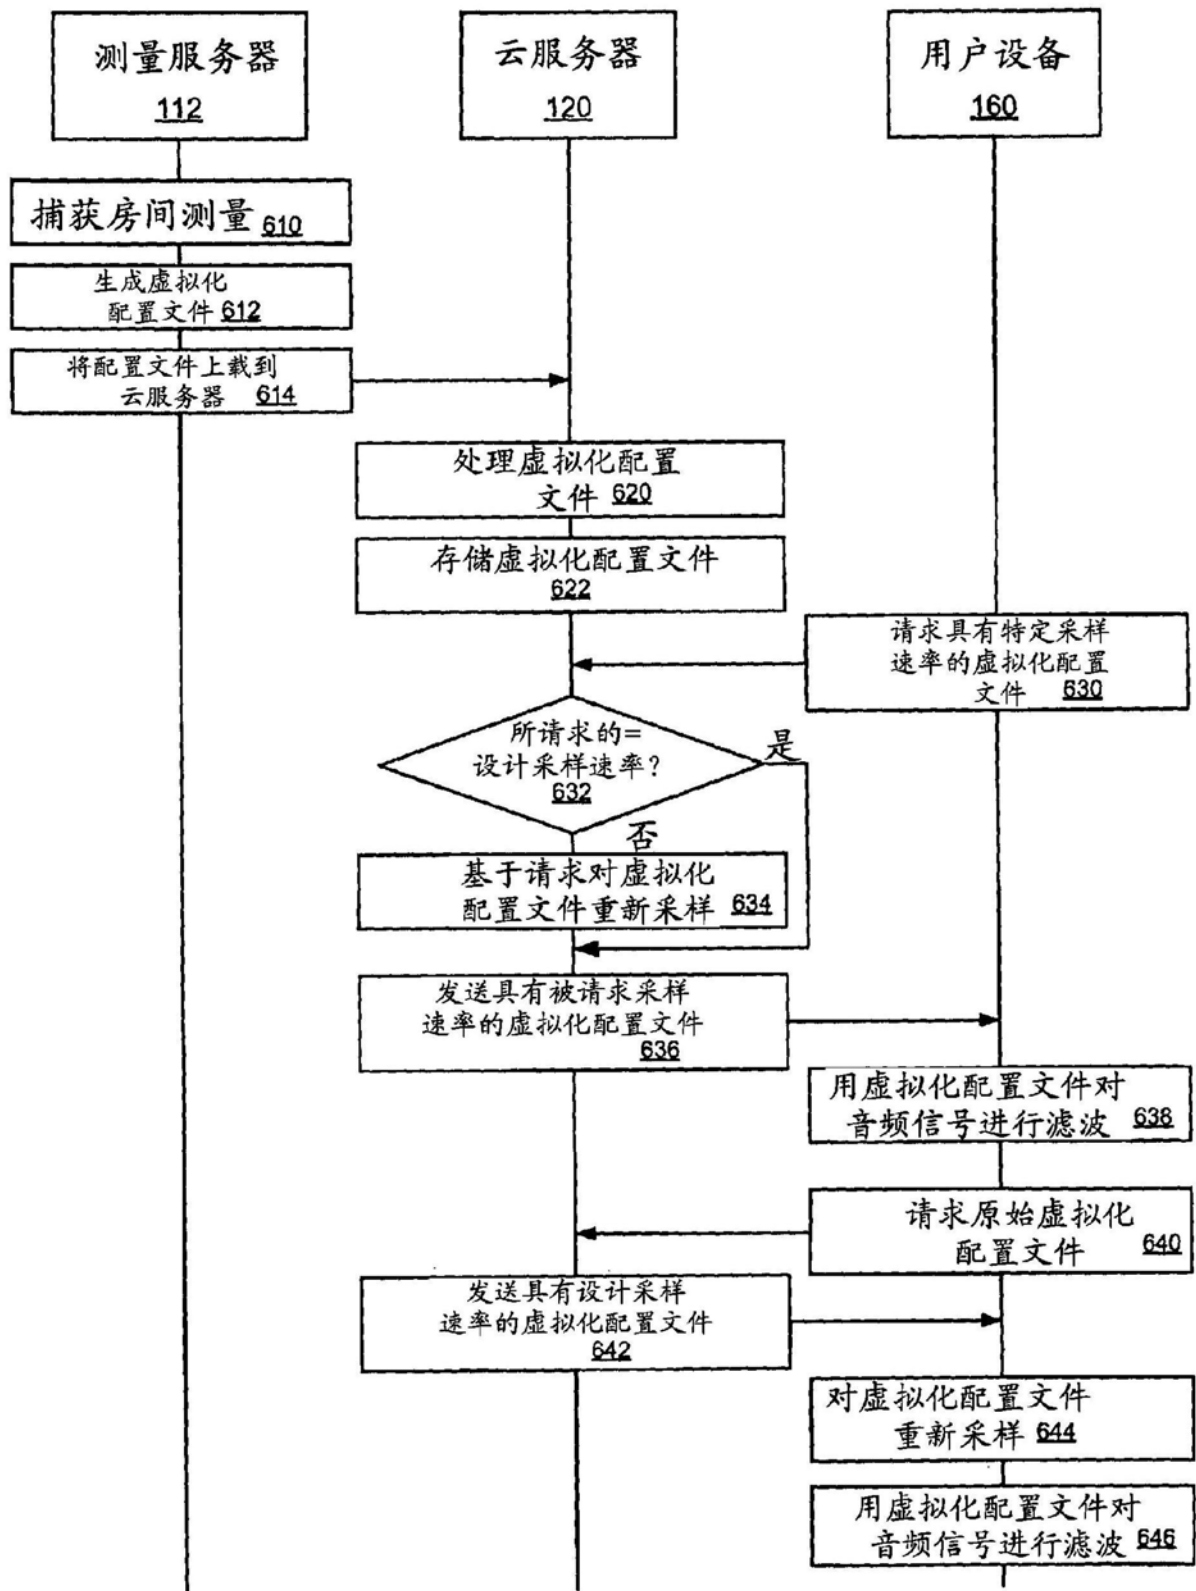 测量服务器
112
云服务器
120
用户设备
160
捕获房间测量 610
生成虚拟化
配置文件 612
将配置文件上载到
云服务器 614
处理虚拟化配置
文件 620
存储虚拟化配置文件
622
请求具有特定采样
速率的虚拟化配置
文件 630
所请求的=
设计采样速率?
632
是
否
基于请求对虚拟化
配置文件重新采样 634
发送具有被请求采样
速率的虚拟化配置文件
636
用虚拟化配置文件对
音频信号进行滤波 638
请求原始虚拟化
配置文件 640
发送具有设计采样
速率的虚拟化配置文件
642
对虚拟化配置文件
重新采样 644
用虚拟化配置文件对
音频信号进行滤波 646